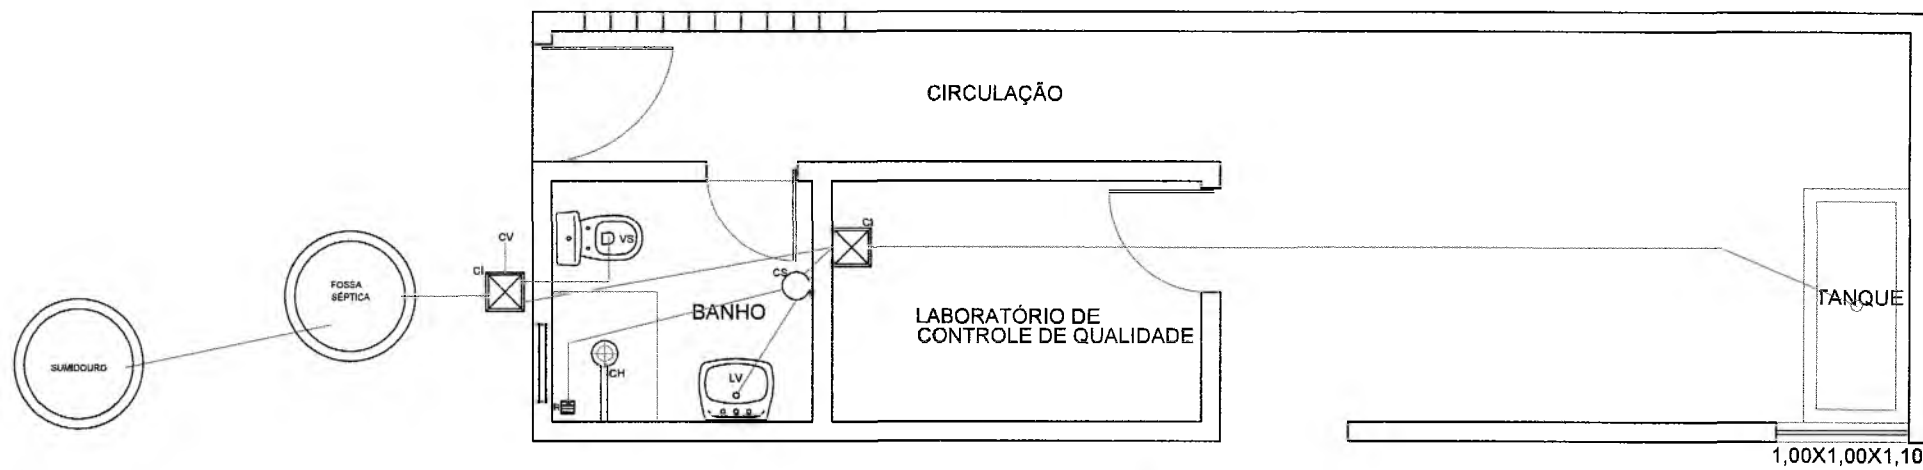 CIRCULAÇÃO
CI
VS
CV
CI
CS
FOSSA
SÉPTICA
BANHO
TANQUE
LABORATÓRIO DE
CONTROLE DE QUALIDADE
SUMIDOURO
CH
LV
1,00X1,00X1,10